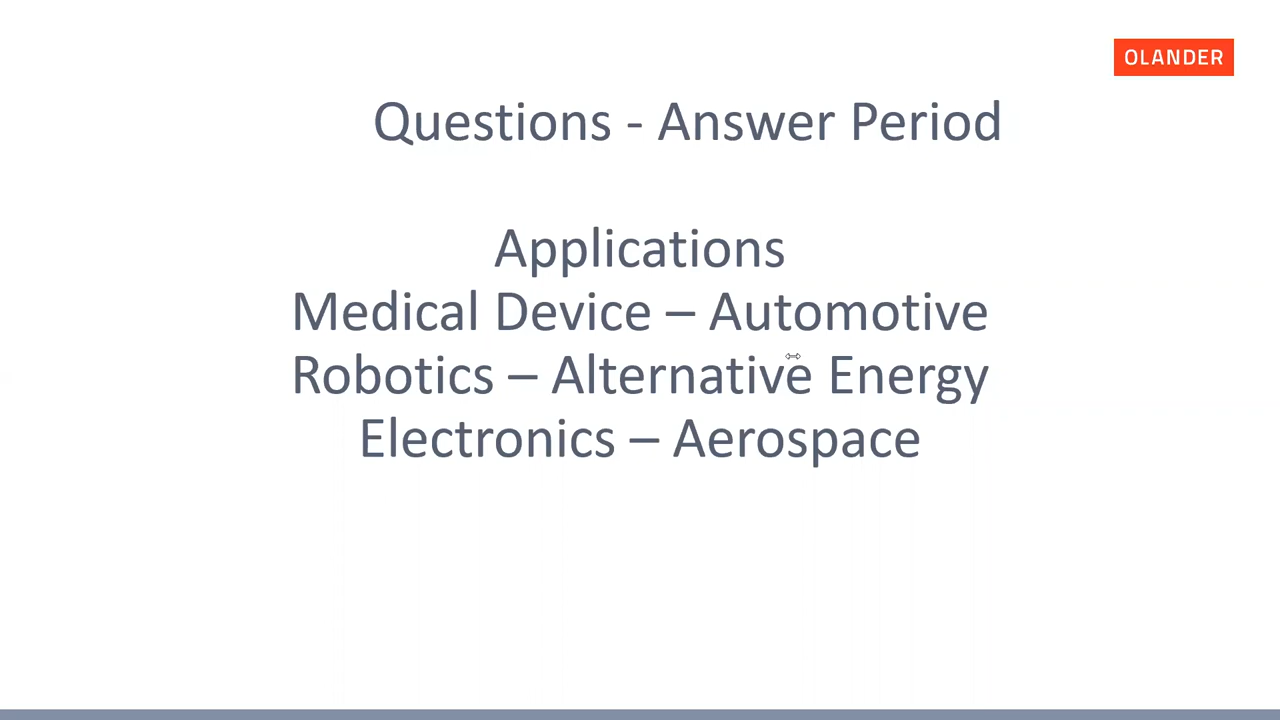 OLANDER
Questions - Answer Period
Applications
Medical Device – Automotive
Robotics – Alternative Energy
Electronics – Aerospace